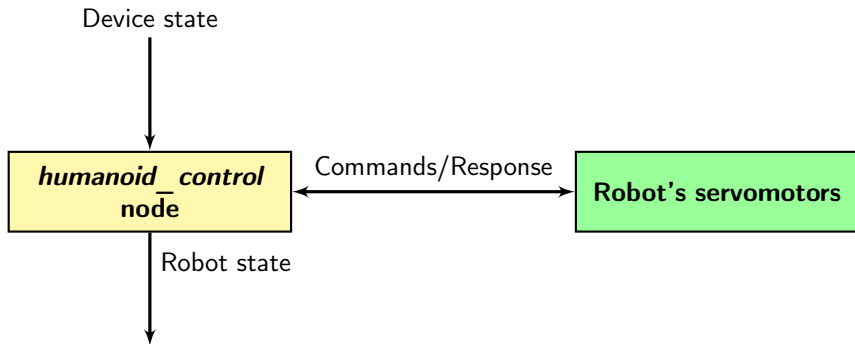 Device state
humanoid_control
node
Commands/Response
Robot's servomotors
Robot state